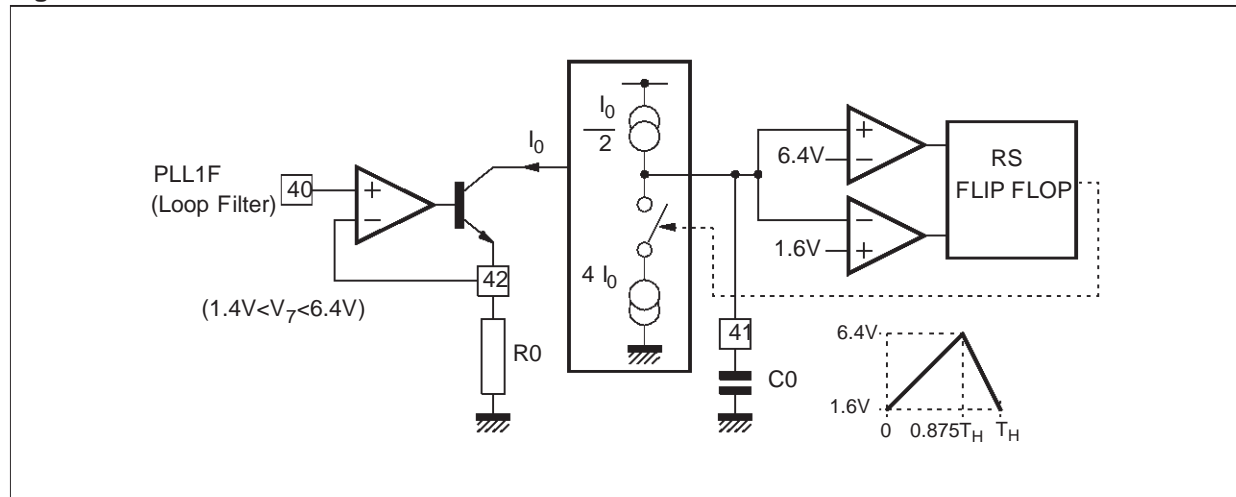 PLL1F
(Loop Filter)
40
+
−
(1.4V<V7<6.4V)
42
R0
I0
I0
2
4 I0
41
C0
+
6.4V −
−
1.6V +
RS
FLIP FLOP
6.4V
1.6V
0 0.875TH TH